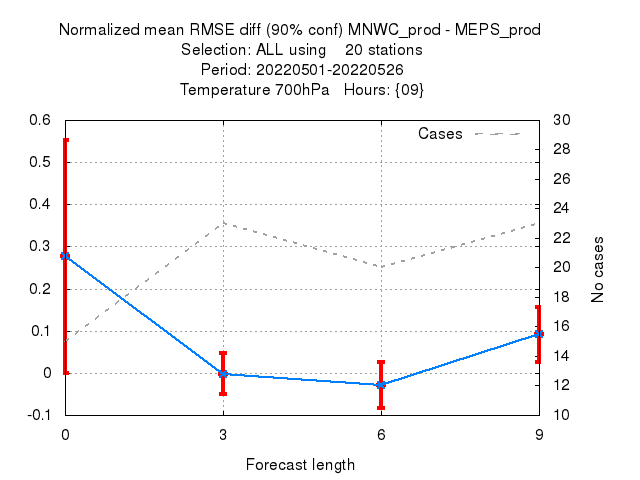 Normalized mean RMSE diff (90% conf) MNWC_prod - MEPS_prod
Selection: ALL using 20 stations
Period: 20220501-20220526
Temperature 700hPa Hours: {09}
Cases
0.6
0.5
0.4
0.3
0.2
0.1
0
-0.1
30
28
26
24
22
20
18
16
14
12
10
No cases
0 3 6 9
Forecast length